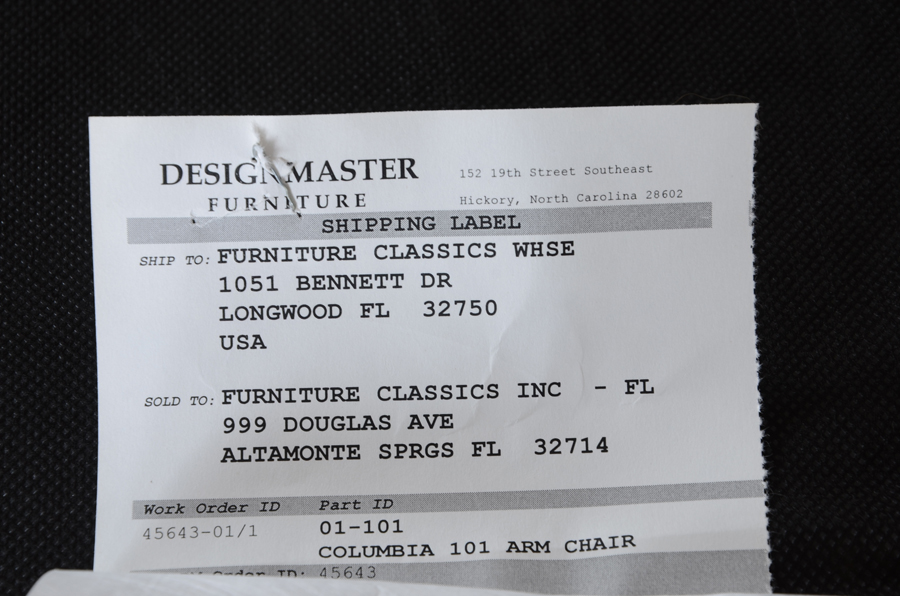 DESIGNMASTER
FURNITURE
152 19th Street Southeast
Hickory, North Carolina 28602
SHIPPING LABEL
SHIP TO: FURNITURE CLASSICS WHSE
1051 BENNETT DR
LONGWOOD FL 32750
USA
SOLD TO: FURNITURE CLASSICS INC - FL
999 DOUGLAS AVE
ALTAMONTE SPRGS FL 32714
Work Order ID Part ID
45643-01/1 01-101
COLUMBIA 101 ARM CHAIR
Order ID: 45643